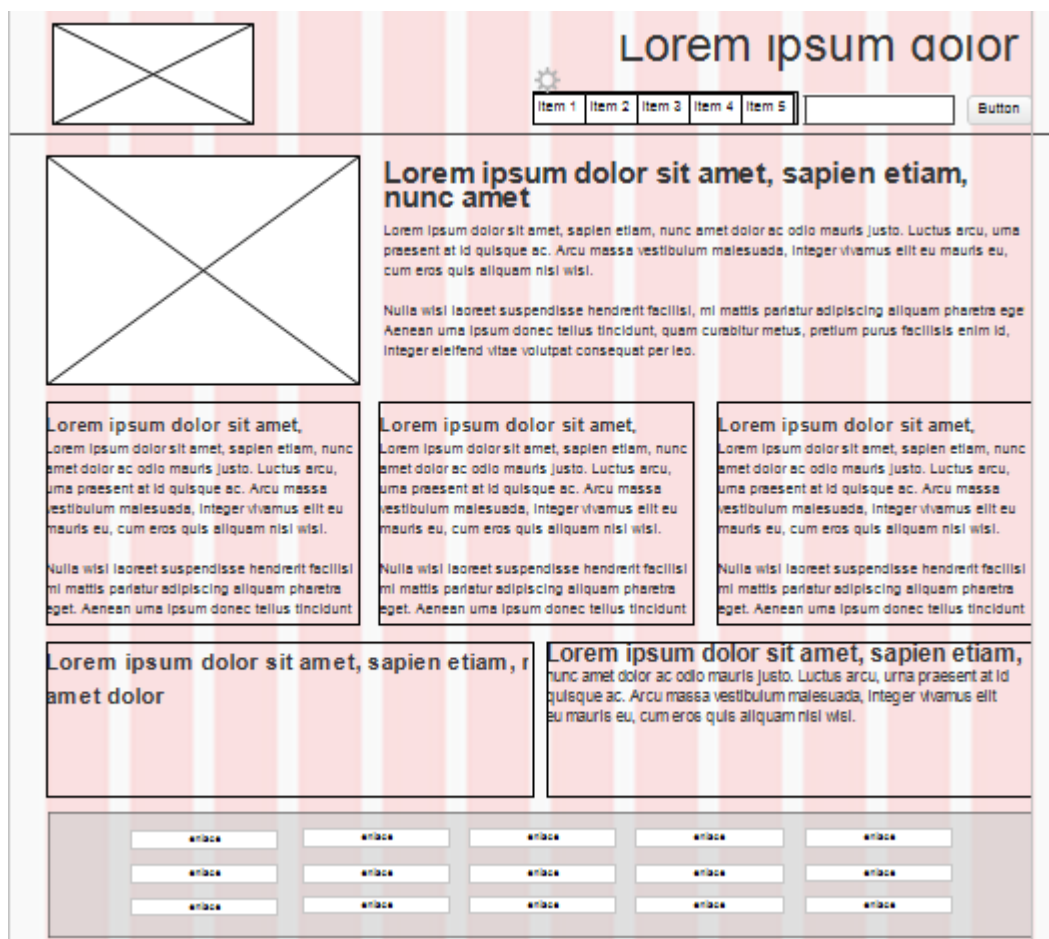 Lorem ipsum dolor
Item 1 Item 2 Item 3 Item 4 Item 5 Button
Lorem ipsum dolor sit amet, sapien etiam,
nunc amet
Lorem ipsum dolor sit amet, sapien etiam, nunc amet dolor ac odio mauris justo. Luctus arcu, urna
praesent at id quisque ac. Arcu massa vestibulum malesuada, integer vivamus elit eu mauris eu,
cum eros quis aliquam nisi wisi.
Nulla wisi laoreet suspendisse hendrerit facilisi, mi mattis pariatur adipiscing aliquam pharetra ege
Aenean urna ipsum donec tellus tincidunt, quam curabitur metus, pretium purus facilisis enim id,
integer eleifend vitae volutpat consequat per leo.
Lorem ipsum dolor sit amet,
Lorem ipsum dolor sit amet, sapien etiam, nunc
amet dolor ac odio mauris justo. Luctus arcu,
urna praesent at id quisque ac. Arcu massa
vestibulum malesuada, integer vivamus elit eu
mauris eu, cum eros quis aliquam nisi wisi.
Nulla wisi laoreet suspendisse hendrerit facilisi
mi mattis pariatur adipiscing aliquam pharetra
eget. Aenean urna ipsum donec tellus tincidunt
Lorem ipsum dolor sit amet,
Lorem ipsum dolor sit amet, sapien etiam, nunc
amet dolor ac odio mauris justo. Luctus arcu,
urna praesent at id quisque ac. Arcu massa
vestibulum malesuada, integer vivamus elit eu
mauris eu, cum eros quis aliquam nisi wisi.
Nulla wisi laoreet suspendisse hendrerit facilisi
mi mattis pariatur adipiscing aliquam pharetra
eget. Aenean urna ipsum donec tellus tincidunt
Lorem ipsum dolor sit amet,
Lorem ipsum dolor sit amet, sapien etiam, nunc
amet dolor ac odio mauris justo. Luctus arcu,
urna praesent at id quisque ac. Arcu massa
vestibulum malesuada, integer vivamus elit eu
mauris eu, cum eros quis aliquam nisi wisi.
Nulla wisi laoreet suspendisse hendrerit facilisi
mi mattis pariatur adipiscing aliquam pharetra
eget. Aenean urna ipsum donec tellus tincidunt
Lorem ipsum dolor sit amet, sapien etiam,
amet dolor
Lorem ipsum dolor sit amet, sapien etiam,
nunc amet dolor ac odio mauris justo. Luctus arcu, urna praesent at id
quisque ac. Arcu massa vestibulum malesuada, integer vivamus elit
eu mauris eu, cum eros quis aliquam nisi wisi.
enlace enlace enlace enlace enlace
enlace enlace enlace enlace enlace
enlace enlace enlace enlace enlace